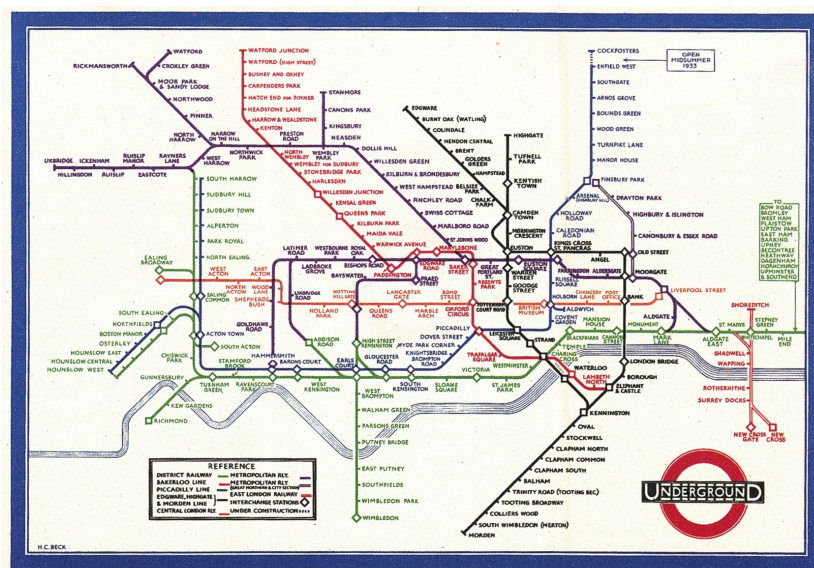 WATFORD
CROXLEY GREEN
RICKMANSWORTH
MOOR PARK
& SANDY LODGE
NORTHWOOD
PINNER
NORTH
HARROW
HARROW
ON THE HILL
NORTHWICK
PARK
PRESTON
ROAD
WEMBLEY
PARK
NEASDEN
KINGSBURY
CANONS PARK
STANMORE
DOLLIS HILL
WILLESDEN GREEN
KILBURN & BRONDESBURY
WEST HAMPSTEAD
FINCHLEY ROAD
SWISS COTTAGE
MARLBORO ROAD
ST. JOHNS WOOD
UXBRIDGE
ICKENHAM
HILLINGDON
RUISLIP
RUISLIP
MANOR
EASTCOTE
RAYNERS
LANE
WEST
HARROW
WATFORD JUNCTION
WATFORD (HIGH STREET)
BUSHEY AND OXHEY
CARPENDERS PARK
HATCH END FOR PINNER
HEADSTONE LANE
HARROW & WEALDSTONE
KENTON
NORTH
WEMBLEY
WEMBLEY FOR SUDBURY
STONEBRIDGE PARK
HARLESDEN
WILLESDEN JUNCTION
KENSAL GREEN
QUEENS PARK
KILBURN PARK
MAIDA VALE
WARWICK AVENUE
PADDINGTON
EDGWARE
ROAD
MARYLEBONE
BAKER
STREET
REGENTS
PARK
OXFORD
CIRCUS
PICCADILLY
TRAFALGAR
SQUARE
CHARING
CROSS
WATERLOO
LAMBETH
NORTH
ELEPHANT
& CASTLE
EDGWARE
BURNT OAK (WATLING)
COLINDALE
HENDON CENTRAL
BRENT
GOLDERS
GREEN
HAMPSTEAD
BELSIZE
PARK
CHALK
FARM
HIGHGATE
TUFNELL
PARK
KENTISH
TOWN
CAMDEN
TOWN
MORNINGTON
CRESCENT
EUSTON
EUSTON
SQUARE
WARREN
STREET
GOODGE
STREET
TOTTENHAM
COURT ROAD
LEICESTER
SQUARE
STRAND
COCKFOSTERS
ENFIELD WEST
SOUTHGATE
ARNOS GROVE
BOUNDS GREEN
WOOD GREEN
TURNPIKE LANE
MANOR HOUSE
OPEN
MIDSUMMER
1933
FINSBURY PARK
ARSENAL
(HIGHBURY HILL)
HOLLOWAY
ROAD
CALEDONIAN
ROAD
KINGS CROSS
ST. PANCRAS
DRAYTON PARK
HIGHBURY & ISLINGTON
CANONBURY & ESSEX ROAD
OLD STREET
ANGEL
MOORGATE
FARRINGDON
ALDERSGATE
RUSSELL
SQUARE
HOLBORN
ALDWYCH
COVENT
GARDEN
BRITISH
MUSEUM
CHANCERY
LANE
POST
OFFICE
BANK
LIVERPOOL STREET
ALDGATE
SOUTH HARROW
SUDBURY HILL
SUDBURY TOWN
ALPERTON
PARK ROYAL
NORTH EALING
EALING
BROADWAY
WEST
ACTON
EAST
ACTON
NORTH
ACTON
WOOD
LANE
SHEPHERDS
BUSH
EALING
COMMON
SOUTH EALING
NORTHFIELDS
BOSTON MANOR
OSTERLEY
HOUNSLOW EAST
HOUNSLOW CENTRAL
HOUNSLOW WEST
ACTON TOWN
SOUTH ACTON
CHISWICK
PARK
GUNNERSBURY
KEW GARDENS
RICHMOND
TURNHAM
GREEN
STAMFORD
BROOK
RAVENSCOURT
PARK
HAMMERSMITH
GOLDHAWK
ROAD
BARONS COURT
WEST
KENSINGTON
EARLS
COURT
LATIMER
ROAD
LADBROKE
GROVE
WESTBOURNE
PARK
ROYAL
OAK
BISHOPS ROAD
BAYSWATER
PRAED
STREET
EDGWARE
ROAD
GREAT
PORTLAND
ST.
UXBRIDGE
ROAD
HOLLAND
PARK
NOTTING
HILL GATE
QUEENS
ROAD
LANCASTER
GATE
MARBLE
ARCH
BOND
STREET
ADDISON
ROAD
HIGH STREET
KENSINGTON
GLOUCESTER
ROAD
SOUTH
KENSINGTON
BROMPTON
ROAD
KNIGHTSBRIDGE
HYDE PARK CORNER
DOVER STREET
SLOANE
SQUARE
VICTORIA
ST. JAMES
PARK
WESTMINSTER
TEMPLE
BLACKFRIARS
MANSION
HOUSE
CANNON
STREET
MONUMENT
MARK
LANE
ALDGATE
EAST
ST. MARYS
WHITECHAPEL
STEPNEY
GREEN
MILE
END
TO
BOW ROAD
BROMLEY
WEST HAM
PLAISTOW
UPTON PARK
EAST HAM
BARKING
UPNEY
BECONTREE
HEATHWAY
DAGENHAM
HORNCHURCH
UPMINSTER
& SOUTHEND
SHOREDITCH
SHADWELL
WAPPING
ROTHERHITHE
SURREY DOCKS
NEW CROSS
GATE
NEW
CROSS
LONDON BRIDGE
BOROUGH
KENNINGTON
OVAL
STOCKWELL
CLAPHAM NORTH
CLAPHAM COMMON
CLAPHAM SOUTH
BALHAM
TRINITY ROAD (TOOTING BEC)
TOOTING BROADWAY
COLLIERS WOOD
SOUTH WIMBLEDON (MERTON)
MORDEN
WEST
BROMPTON
WALHAM GREEN
PARSONS GREEN
PUTNEY BRIDGE
EAST PUTNEY
SOUTHFIELDS
WIMBLEDON PARK
WIMBLEDON
REFERENCE
DISTRICT RAILWAY
BAKERLOO LINE
PICCADILLY LINE
EDGWARE, HIGHGATE
& MORDEN LINE
CENTRAL LONDON RLY.
METROPOLITAN RLY.
METROPOLITAN RLY.
(GREAT NORTHERN & CITY SECTION)
EAST LONDON RAILWAY
INTERCHANGE STATIONS
UNDER CONSTRUCTION
UNDERGROUND
H.C. BECK